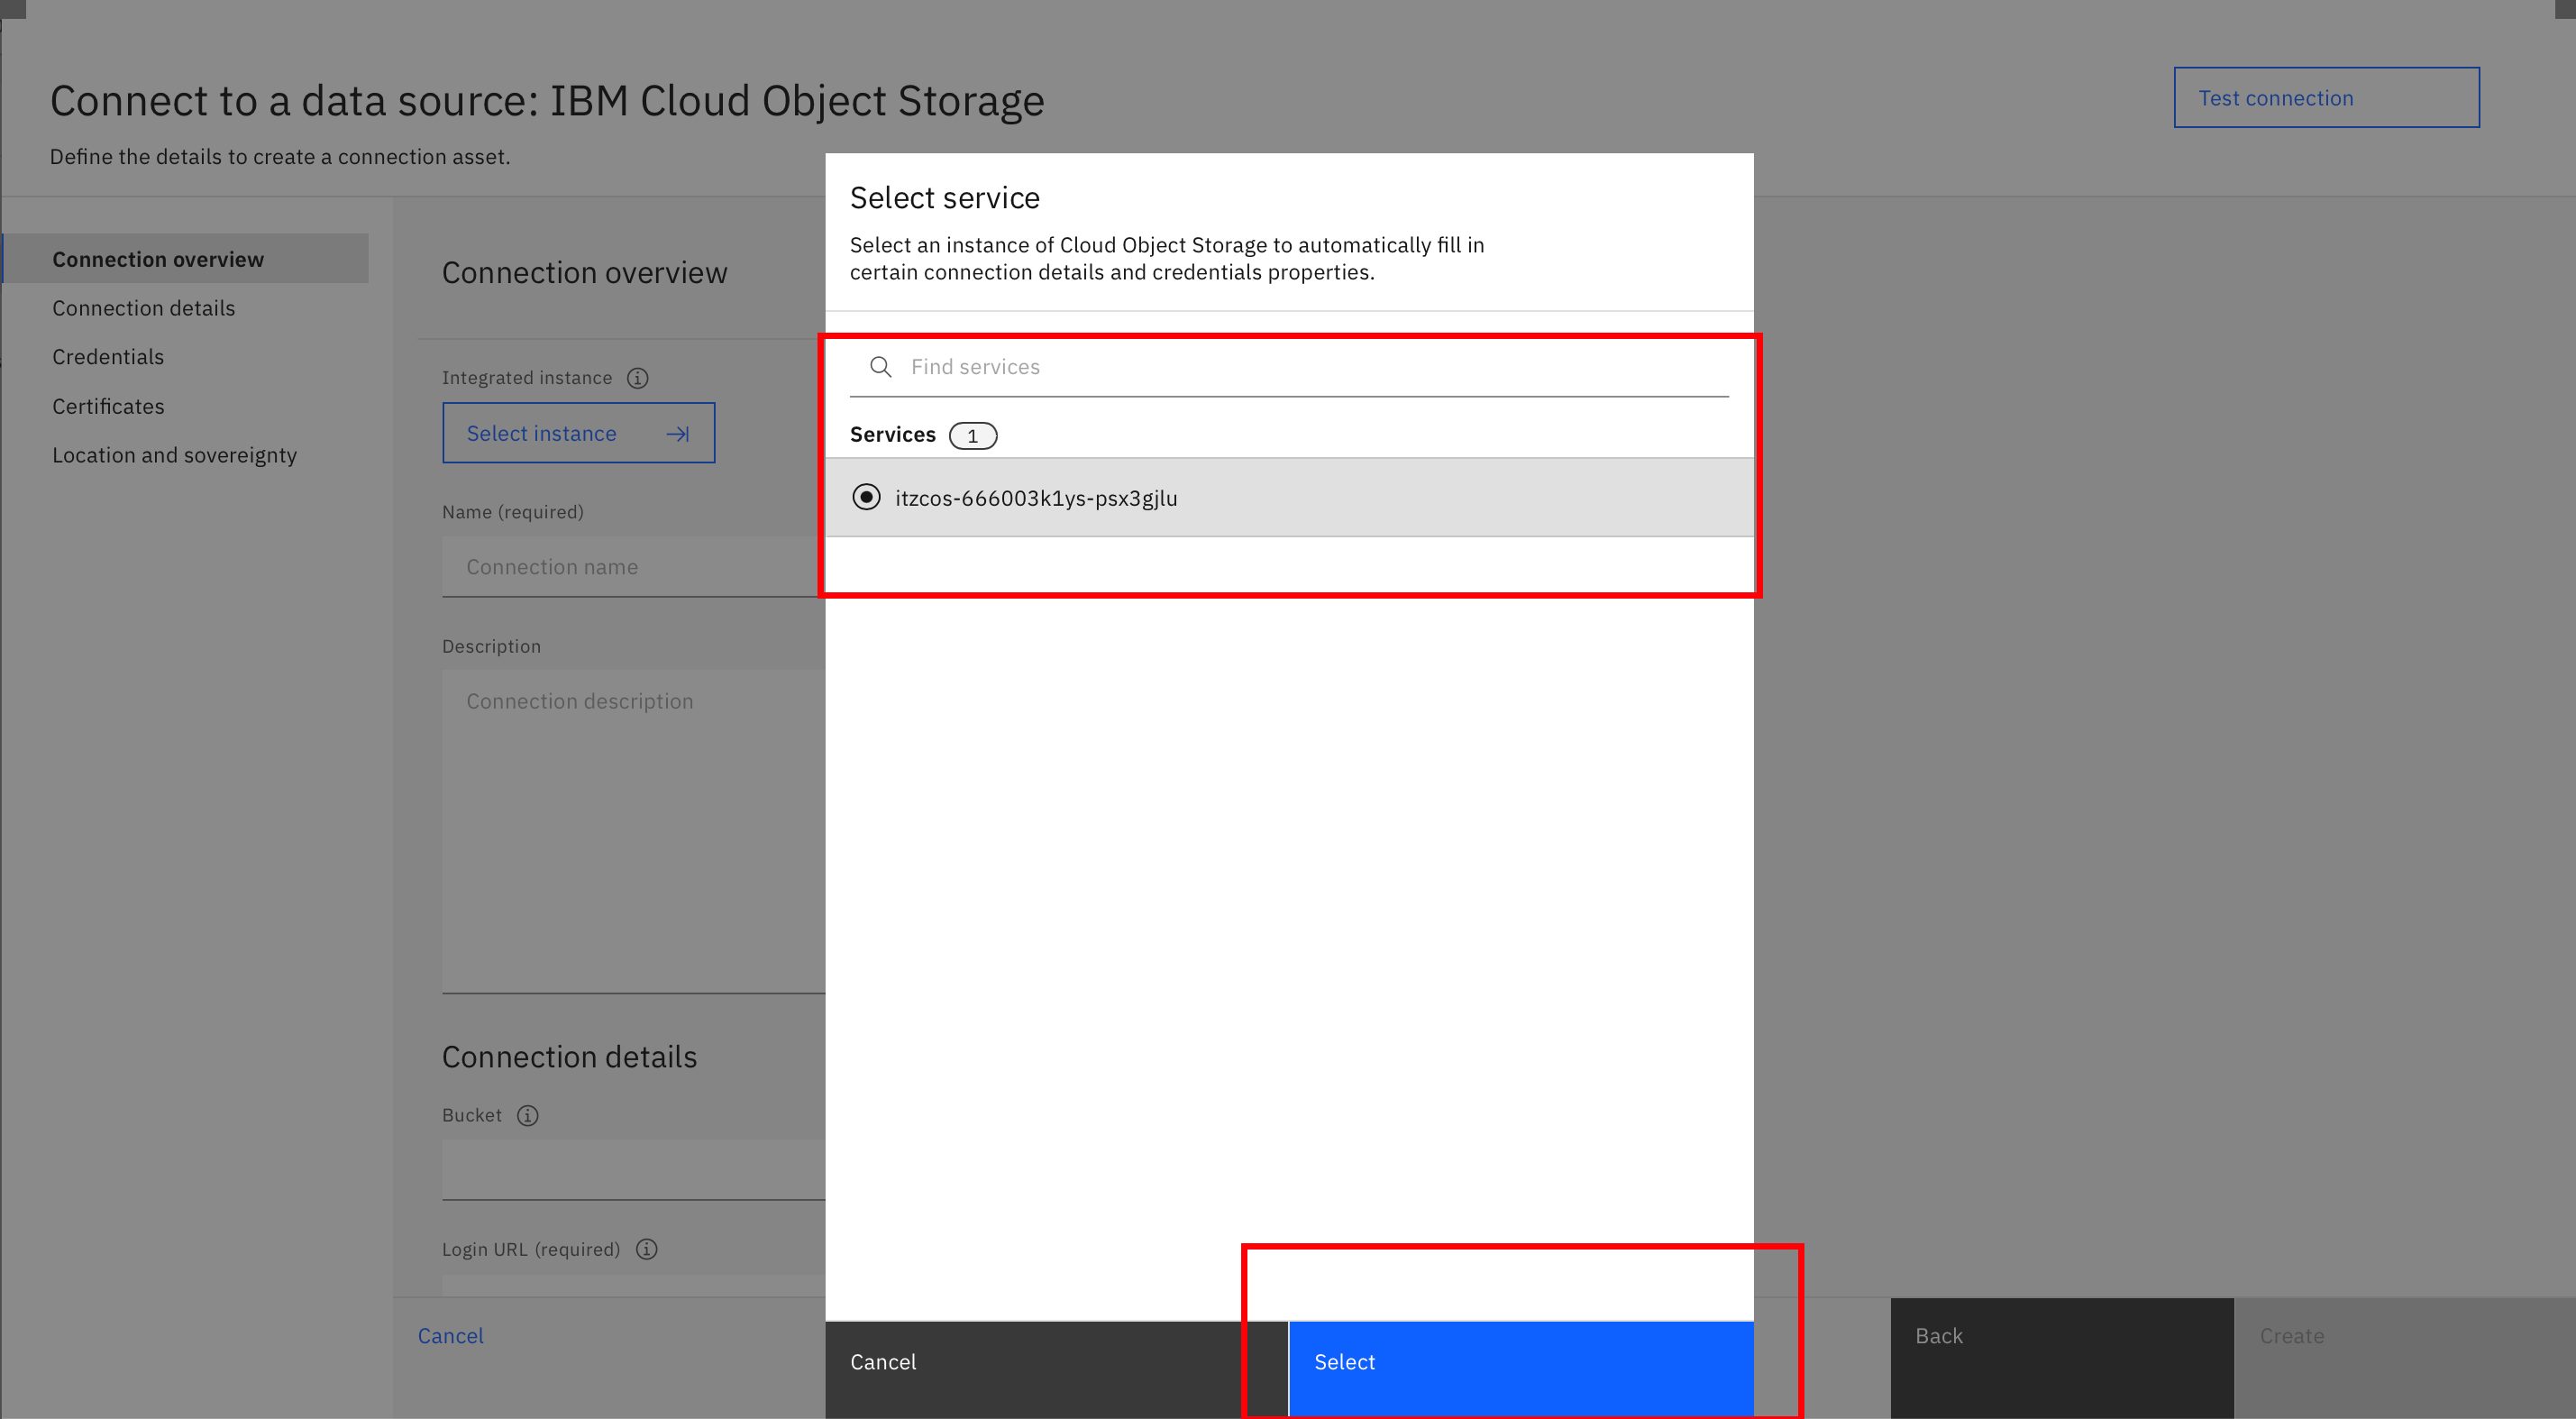 Connect to a data source: IBM Cloud Object Storage
Test connection
Define the details to create a connection asset.
Connection overview
Connection details
Credentials
Certificates
Location and sovereignty
Connection overview
Integrated instance
Select instance
Name (required)
Connection name
Description
Connection description
Connection details
Bucket
Login URL (required)
Cancel
Select service
Select an instance of Cloud Object Storage to automatically fill in
certain connection details and credentials properties.
Find services
Services 1
itzcos-666003k1ys-psx3gjlu
Cancel
Select
Back
Create